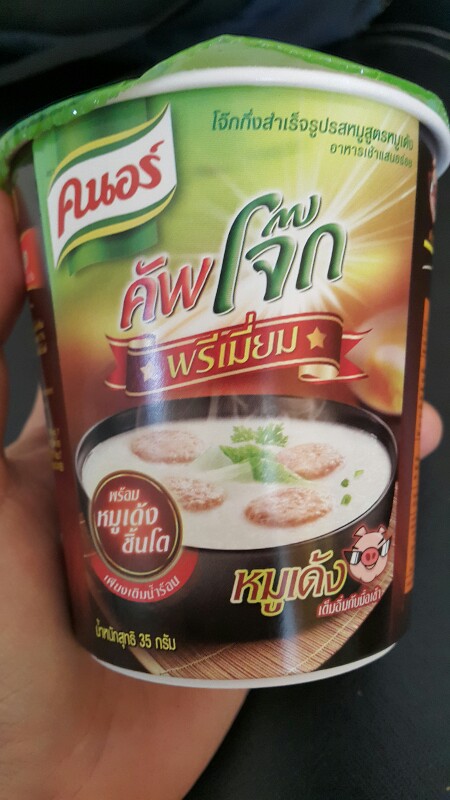 โจ๊กกึ่งสำเร็จรูปรสหมูสูตรหมูเด้ง
อาหารเช้าแสนอร่อย
คนอร์
คัพโจ๊ก
พรีเมี่ยม
พร้อม
หมูเด้ง
ชิ้นโต
เพียงเติมน้ำร้อน
หมูเด้ง
เต็มอิ่มกับมื้อเช้า
น้ำหนักสุทธิ 35 กรัม